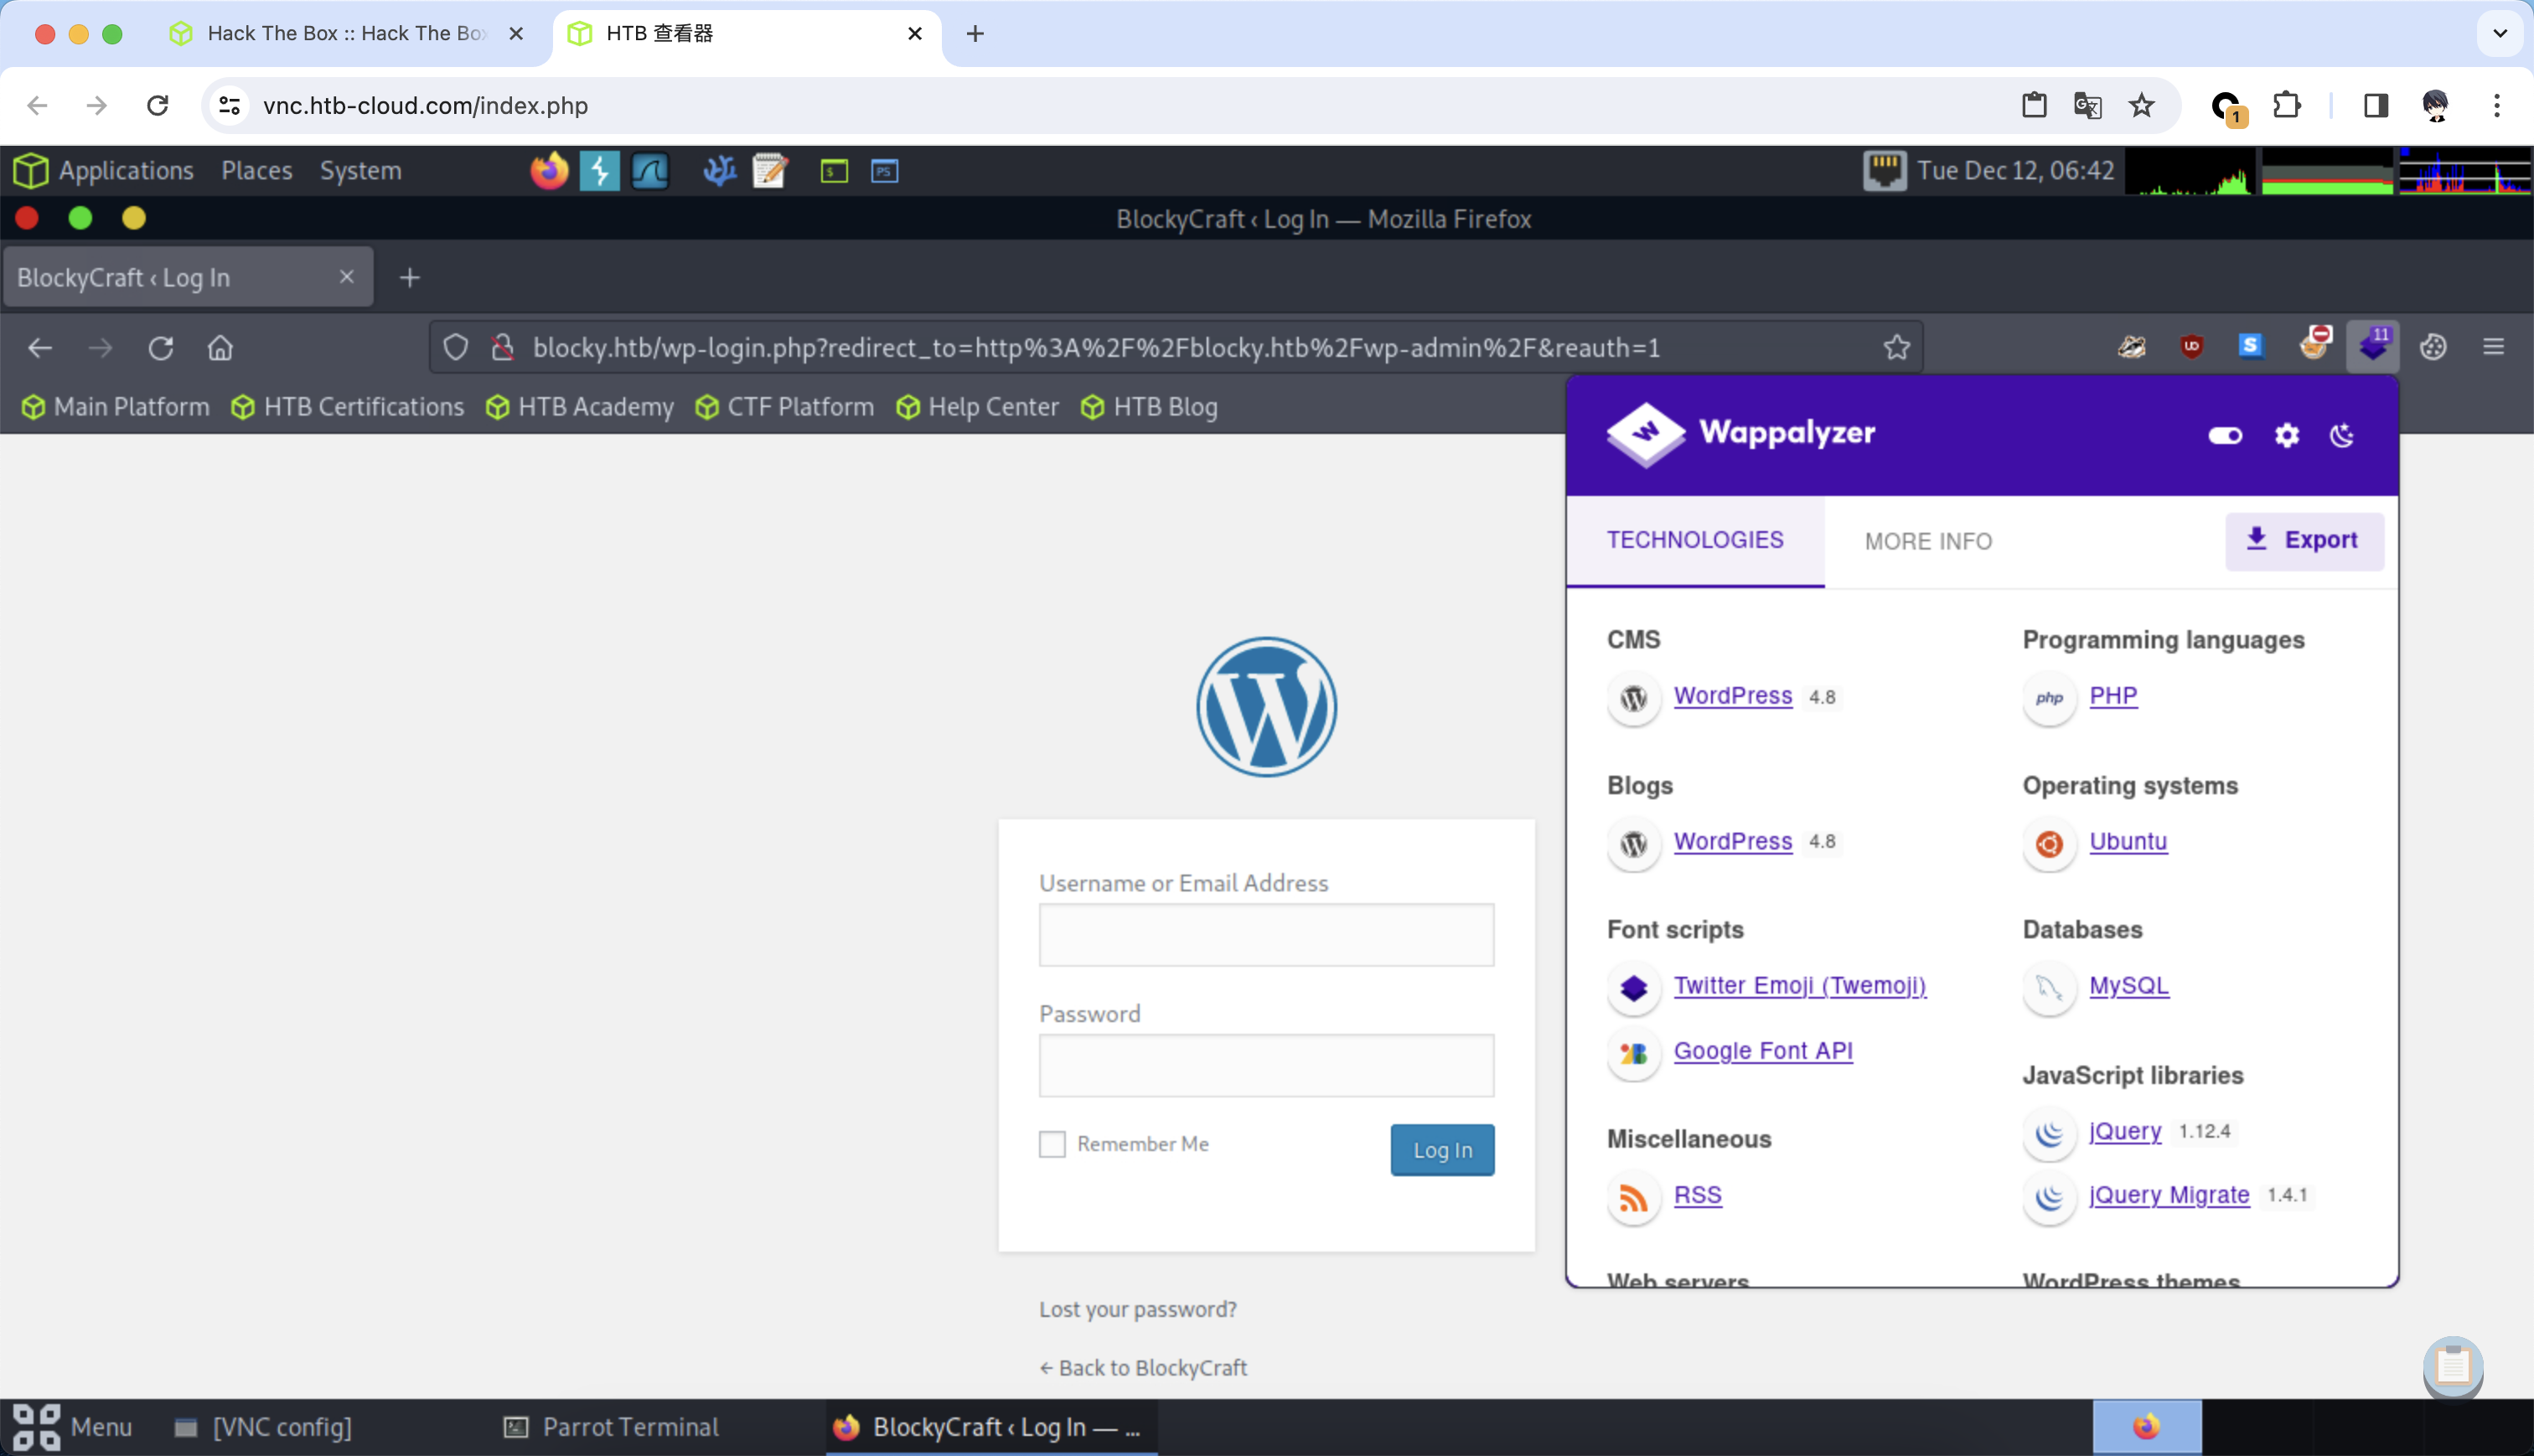 Hack The Box :: Hack The Box
HTB 查看器
vnc.htb-cloud.com/index.php
1
Applications Places System
$
PS
Tue Dec 12, 06:42
BlockyCraft ‹ Log In — Mozilla Firefox
BlockyCraft ‹ Log In
blocky.htb/wp-login.php?redirect_to=http%3A%2F%2Fblocky.htb%2Fwp-admin%2F&reauth=1
S
11
Main Platform HTB Certifications HTB Academy CTF Platform Help Center HTB Blog
Wappalyzer
TECHNOLOGIES MORE INFO Export
CMS
WordPress 4.8
Blogs
WordPress 4.8
Font scripts
Twitter Emoji (Twemoji)
Google Font API
Miscellaneous
RSS
Web servers
Programming languages
php PHP
Operating systems
Ubuntu
Databases
MySQL
JavaScript libraries
jQuery 1.12.4
jQuery Migrate 1.4.1
WordPress themes
Username or Email Address
Password
Remember Me
Log In
Lost your password?
← Back to BlockyCraft
Menu [VNC config] Parrot Terminal BlockyCraft ‹ Log In — ...